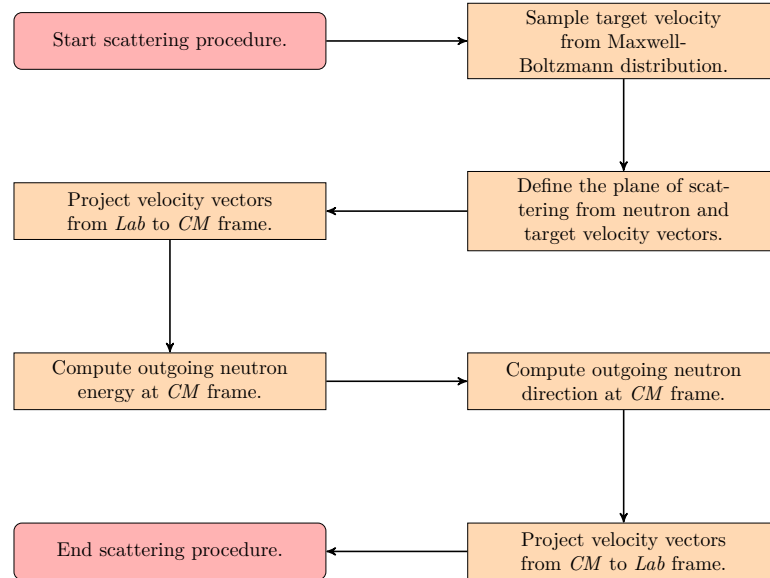 Start scattering procedure.
Sample target velocity
from Maxwell-
Boltzmann distribution.
Define the plane of scat-
tering from neutron and
target velocity vectors.
Project velocity vectors
from Lab to CM frame.
Compute outgoing neutron
energy at CM frame.
Compute outgoing neutron
direction at CM frame.
Project velocity vectors
from CM to Lab frame.
End scattering procedure.